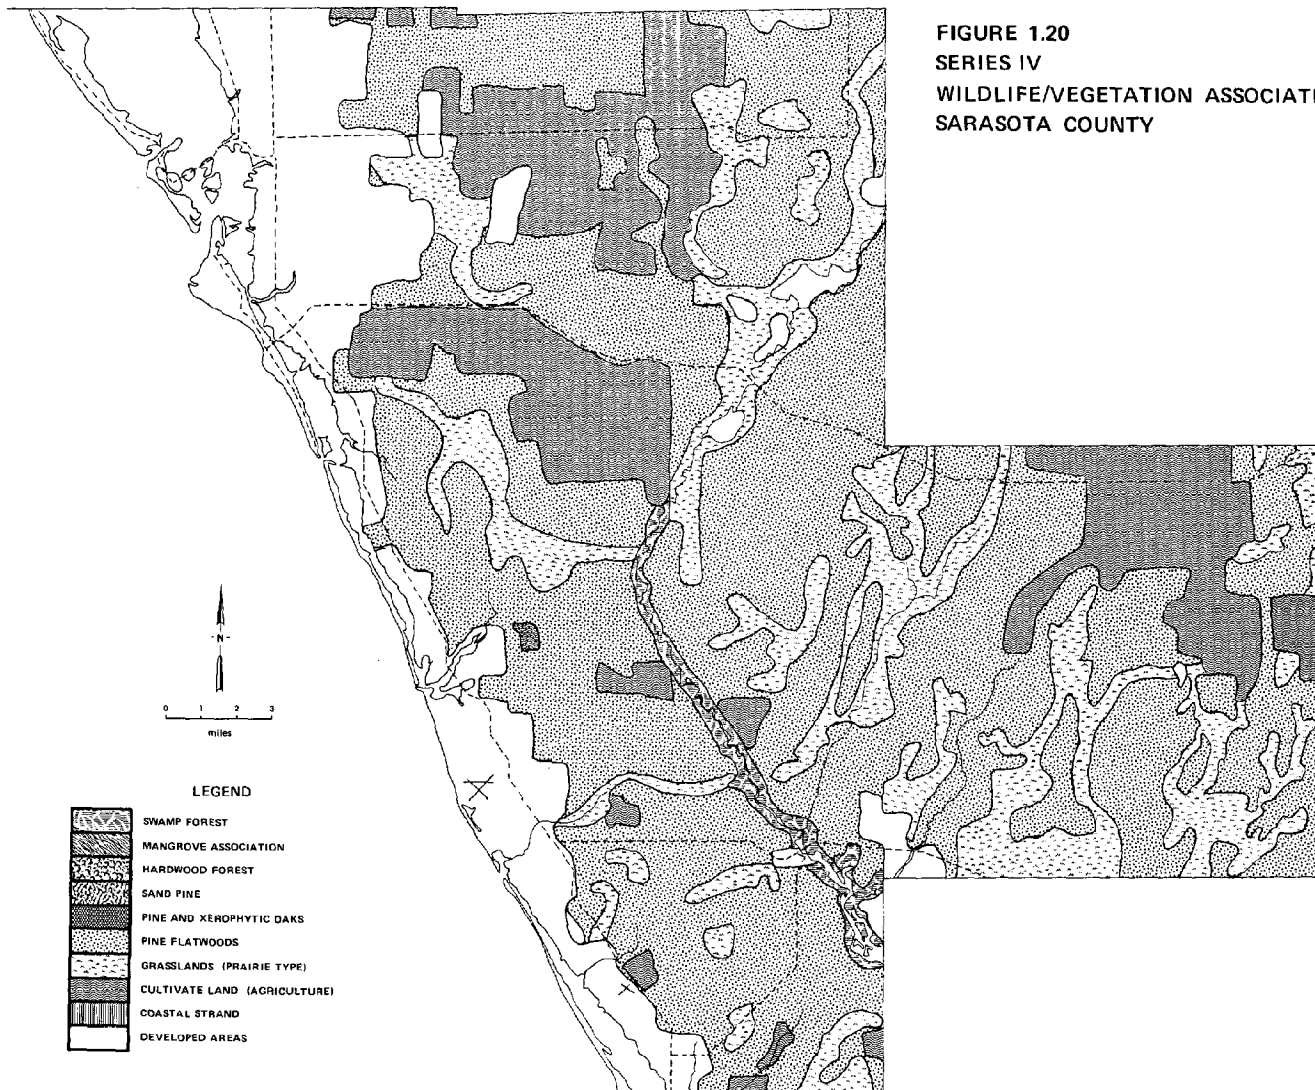 FIGURE 1.20
SERIES IV
WILDLIFE/VEGETATION
SARASOTA COUNTY
-N-
0 1 2 3
miles
LEGEND
SWAMP FOREST
MANGROVE ASSOCIATION
HARDWOOD FOREST
SAND PINE
PINE AND XEROPHYTIC OAKS
PINE FLATWOODS
GRASSLANDS (PRAIRIE TYPE)
CULTIVATE LAND (AGRICULTURE)
COASTAL STRAND
DEVELOPED AREAS